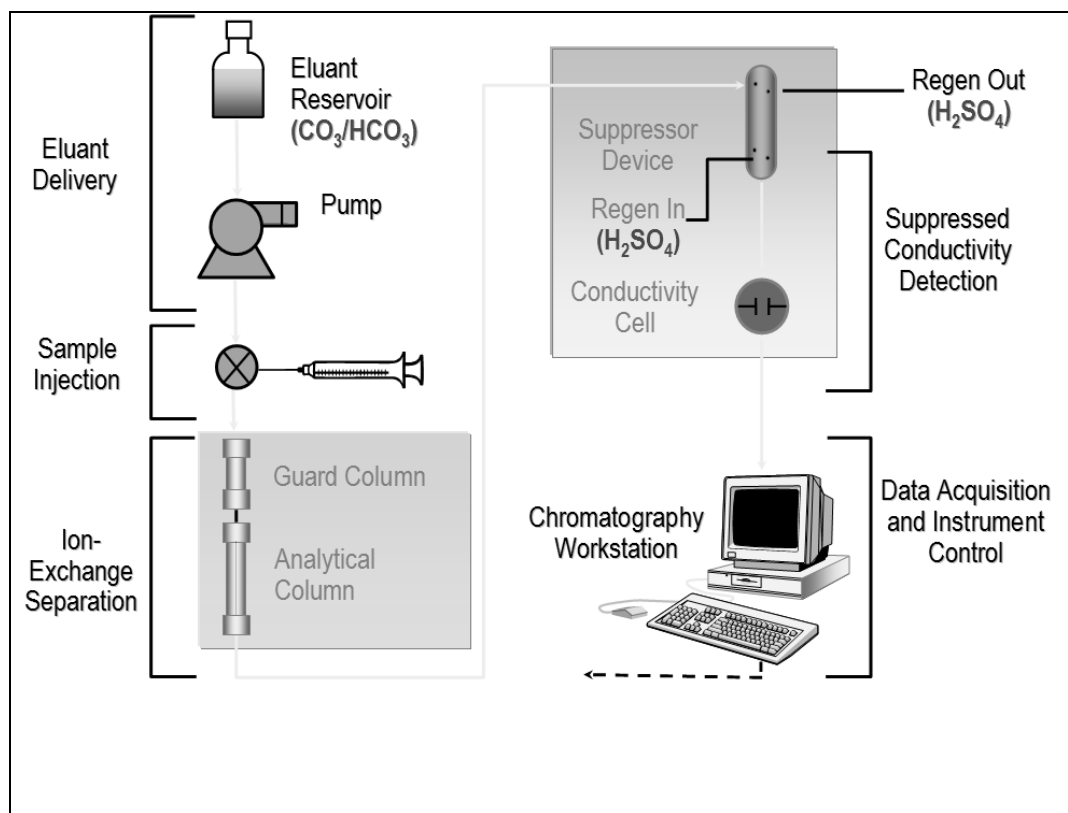 Eluant
Delivery
Eluant
Reservoir
(CO₃/HCO₃)
Pump
Sample
Injection
Ion-
Exchange
Separation
Guard Column
Analytical
Column
Suppressor
Device
Regen In
(H₂SO₄)
Conductivity
Cell
Regen Out
(H₂SO₄)
Suppressed
Conductivity
Detection
Chromatography
Workstation
Data Acquisition
and Instrument
Control